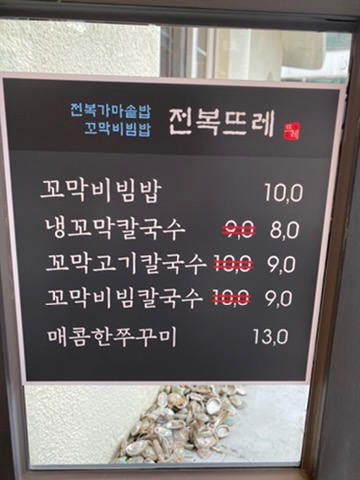 전복가마솥밥
꼬막비빔밥
전복뜨레 뜨레
꼬막비빔밥 10,0
냉꼬막칼국수 9,0 8,0
꼬막고기칼국수 10,0 9,0
꼬막비빔칼국수 10,0 9,0
매콤한쭈꾸미 13,0